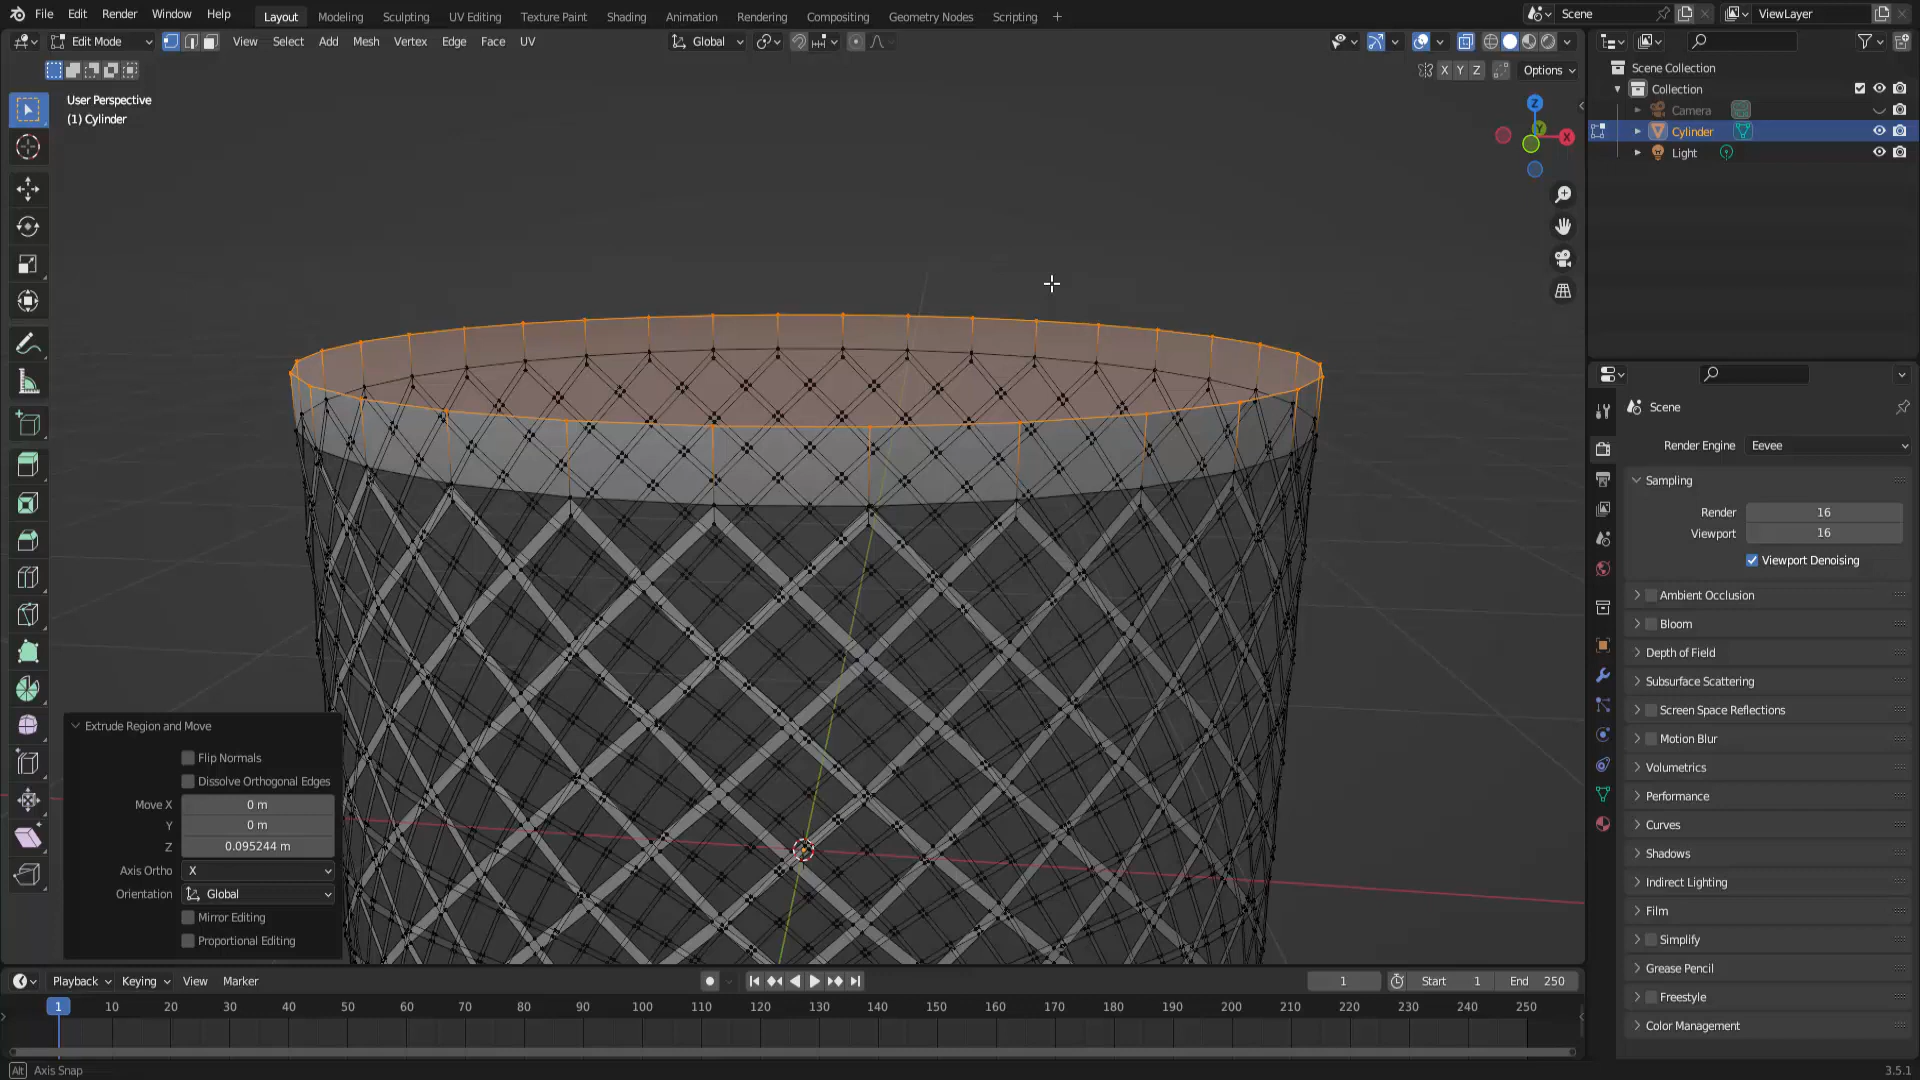 File Edit Render Window Help Layout Modeling Sculpting UV Editing Texture Paint Shading Animation Rendering Compositing Geometry Nodes Scripting + Scene ViewLayer
Edit Mode View Select Add Mesh Vertex Edge Face UV Global
X Y Z Options
User Perspective
(1) Cylinder
Z
Y
X
Scene Collection
Collection
Camera
Cylinder
Light
Scene
Render Engine Eevee
Sampling
Render 16
Viewport 16
Viewport Denoising
Ambient Occlusion
Bloom
Depth of Field
Subsurface Scattering
Screen Space Reflections
Motion Blur
Volumetrics
Performance
Curves
Shadows
Indirect Lighting
Film
Simplify
Grease Pencil
Freestyle
Color Management
Extrude Region and Move
Flip Normals
Dissolve Orthogonal Edges
Move X 0 m
Y 0 m
Z 0.095244 m
Axis Ortho X
Orientation Global
Mirror Editing
Proportional Editing
Playback Keying View Marker 1 Start 1 End 250
1 10 20 30 40 50 60 70 80 90 100 110 120 130 140 150 160 170 180 190 200 210 220 230 240 250
Alt Axis Snap 3.5.1